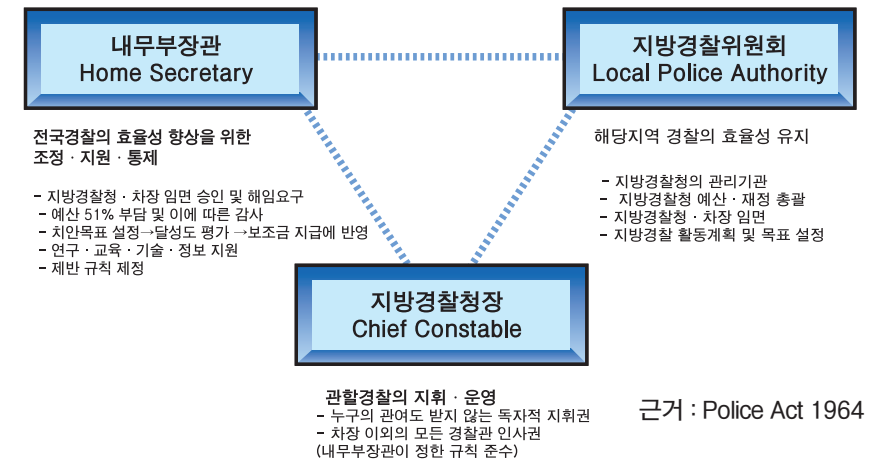 내무부장관
Home Secretary
지방경찰위원회
Local Police Authority
전국경찰의 효율성 향상을 위한
조정 · 지원 · 통제
- 지방경찰청 · 차장 임면 승인 및 해임요구
- 예산 51% 부담 및 이에 따른 감사
- 치안목표 설정→달성도 평가 →보조금 지급에 반영
- 연구 · 교육 · 기술 · 정보 지원
- 제반 규칙 제정
해당지역 경찰의 효율성 유지
- 지방경찰청의 관리기관
- 지방경찰청 예산 · 재정 총괄
- 지방경찰청 · 차장 임면
- 지방경찰 활동계획 및 목표 설정
지방경찰청장
Chief Constable
관할경찰의 지휘 · 운영
- 누구의 관여도 받지 않는 독자적 지휘권
- 차장 이외의 모든 경찰관 인사권
(내무부장관이 정한 규칙 준수)
근거 : Police Act 1964